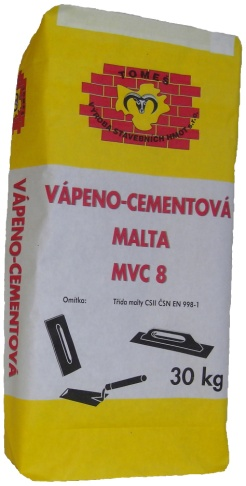 TOMEŠ
VÝROBA STAVEBNÍCH HMOT s.r.o.
VÁPENO-CEMENTOVÁ
MALTA
MVC 8
Omítka: Třída malty CSII ČSN EN 998-1
30 kg
VÁPENO-CEMENTOVÁ